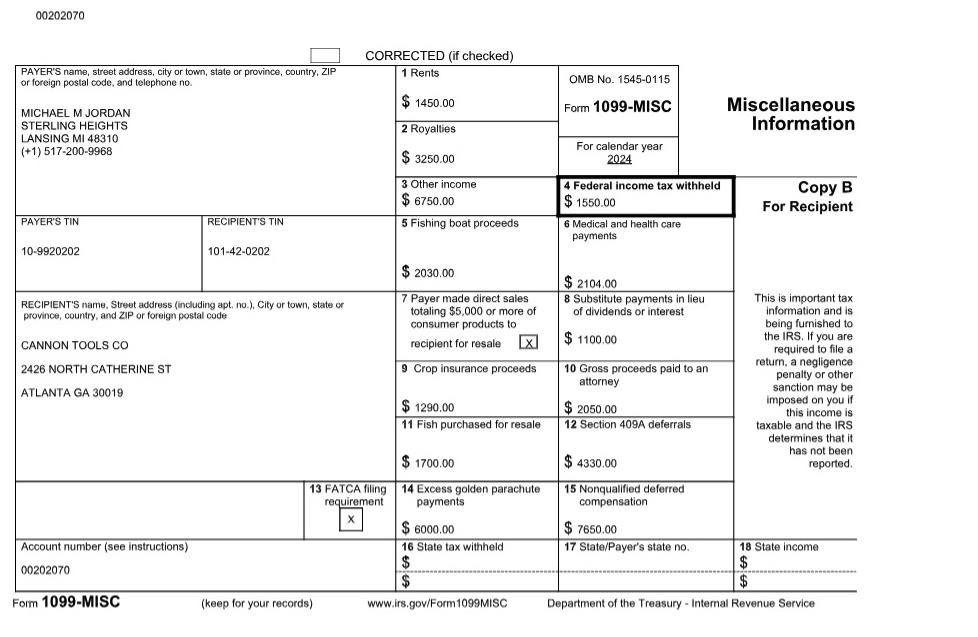 00202070
CORRECTED (if checked)
PAYER'S name, street address, city or town, state or province, country, ZIP
or foreign postal code, and telephone no.
MICHAEL M JORDAN
STERLING HEIGHTS
LANSING MI 48310
(+1) 517-200-9968
1 Rents
$ 1450.00
2 Royalties
$ 3250.00
OMB No. 1545-0115
Form 1099-MISC
For calendar year
2024
Miscellaneous
Information
3 Other income
$ 6750.00
4 Federal income tax withheld
$ 1550.00
Copy B
For Recipient
PAYER'S TIN
10-9920202
RECIPIENT'S TIN
101-42-0202
5 Fishing boat proceeds
$ 2030.00
6 Medical and health care
payments
$ 2104.00
RECIPIENT'S name, Street address (including apt. no.), City or town, state or
province, country, and ZIP or foreign postal code
CANNON TOOLS CO
2426 NORTH CATHERINE ST
ATLANTA GA 30019
7 Payer made direct sales
totaling $5,000 or more of
consumer products to
recipient for resale X
8 Substitute payments in lieu
of dividends or interest
$ 1100.00
This is important tax
information and is
being furnished to
the IRS. If you are
required to file a
return, a negligence
penalty or other
sanction may be
imposed on you if
this income is
taxable and the IRS
determines that it
has not been
reported.
9 Crop insurance proceeds
$ 1290.00
10 Gross proceeds paid to an
attorney
$ 2050.00
11 Fish purchased for resale
$ 1700.00
12 Section 409A deferrals
$ 4330.00
13 FATCA filing
requirement
X
14 Excess golden parachute
payments
$ 6000.00
15 Nonqualified deferred
compensation
$ 7650.00
Account number (see instructions)
00202070
16 State tax withheld
$
$
17 State/Payer's state no.
18 State income
$
$
Form 1099-MISC
(keep for your records)
www.irs.gov/Form1099MISC
Department of the Treasury - Internal Revenue Service